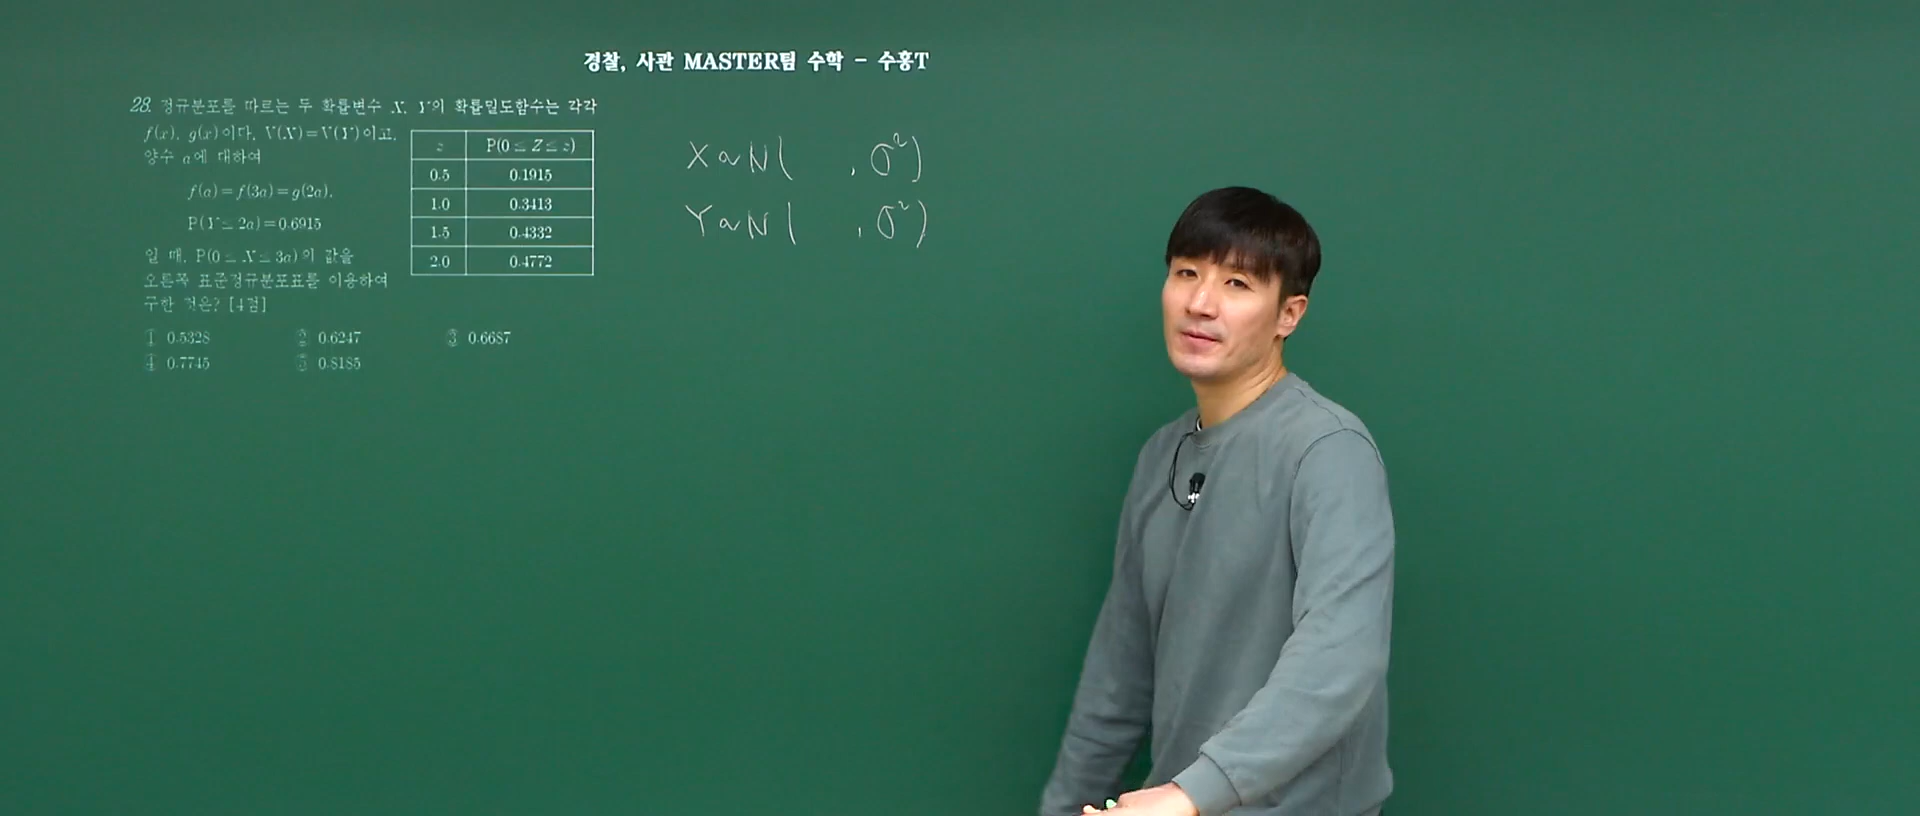 경찰, 사관 MASTER팀 수학 - 수홍T
28. 정규분포를 따르는 두 확률변수 X, Y의 확률밀도함수는 각각
f(x), g(x)이다. V(X)=V(Y)이고,
양수 a에 대하여
f(a)=f(3a)=g(2a),
P(Y≤2a)=0.6915
일 때, P(0≤X≤3a)의 값을
오른쪽 표준정규분포표를 이용하여
구한 것은? [4점]
z P(0≤Z≤z)
0.5 0.1915
1.0 0.3413
1.5 0.4332
2.0 0.4772
① 0.5328 ② 0.6247 ③ 0.6687
④ 0.7745 ⑤ 0.8185
X~N( , σ²)
Y~N( , σ²)